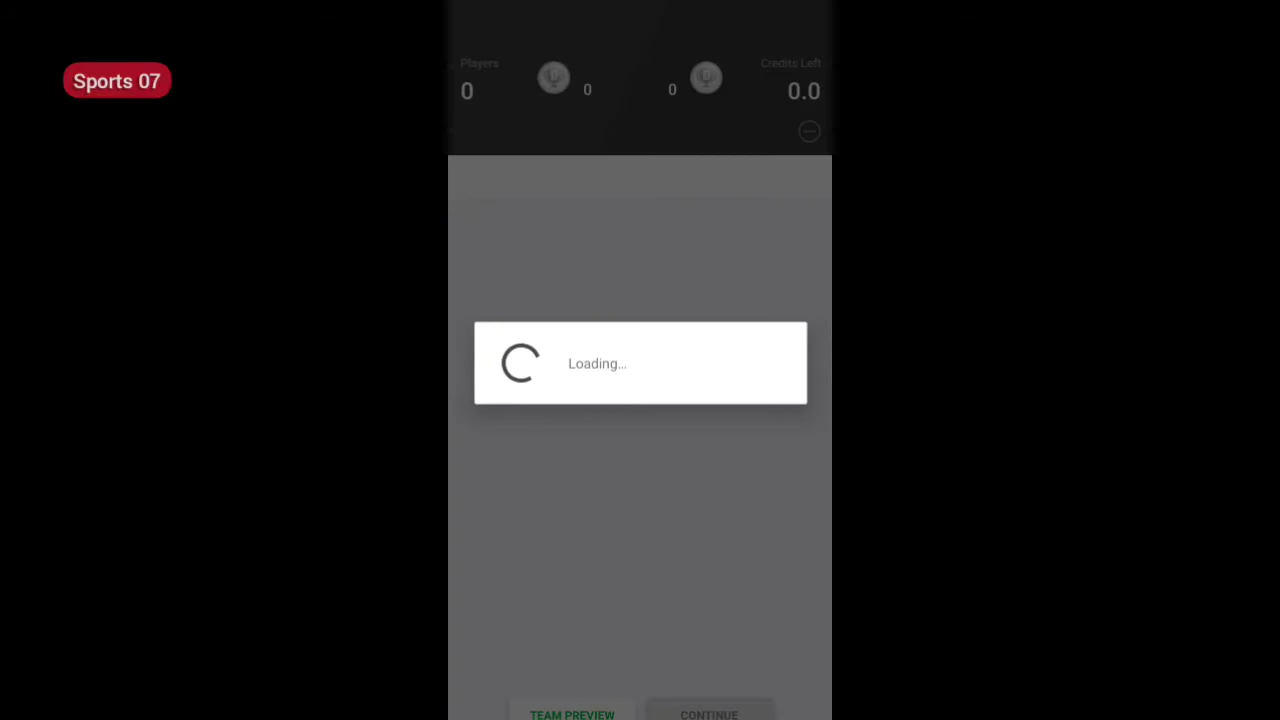 Sports 07
Players
Credits Left
0
0
0
0.0
Loading...
TEAM PREVIEW
CONTINUE